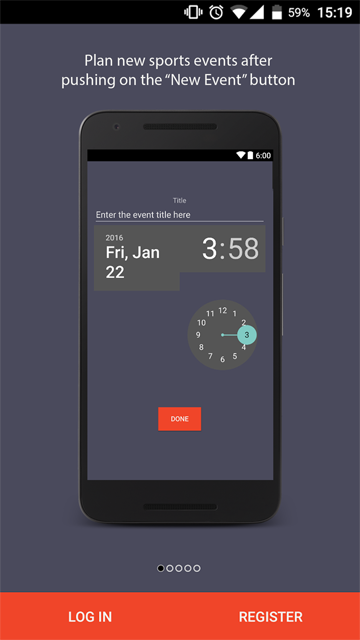 59% 15:19
Plan new sports events after
pushing on the “New Event” button
6:00
Title
Enter the event title here
2016
Fri, Jan
22
3:58
12
11 1
10 2
9 3
8 4
7 5
6
DONE
LOG IN REGISTER